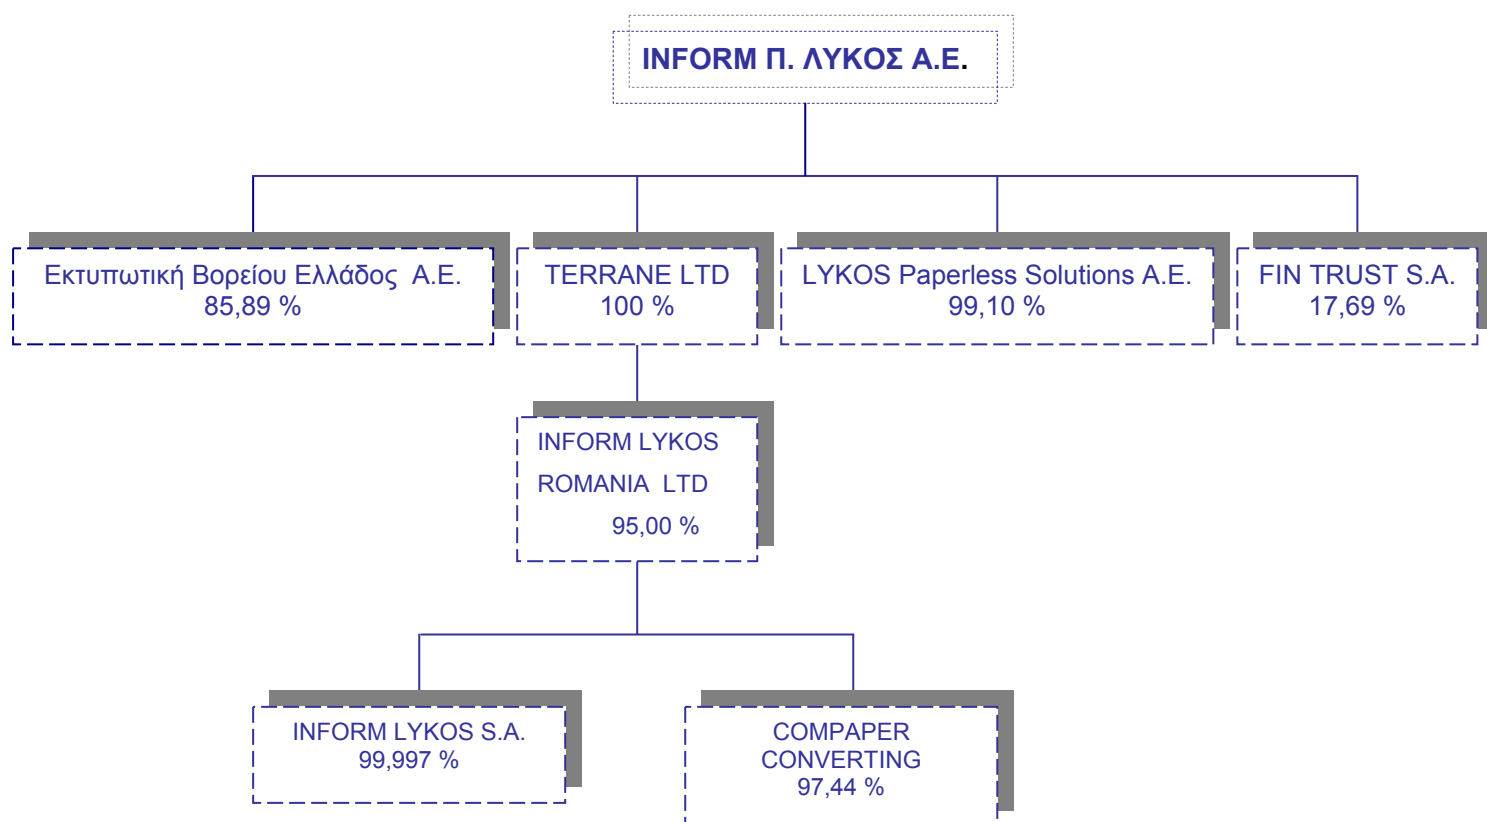 INFORM Π. ΛΥΚΟΣ Α.Ε.
Εκτυπωτική Βορείου Ελλάδος Α.Ε.
85,89 %
TERRANE LTD
100 %
LYKOS Paperless Solutions A.E.
99,10 %
FIN TRUST S.A.
17,69 %
INFORM LYKOS
ROMANIA LTD
95,00 %
INFORM LYKOS S.A.
99,997 %
COMPAPER
CONVERTING
97,44 %